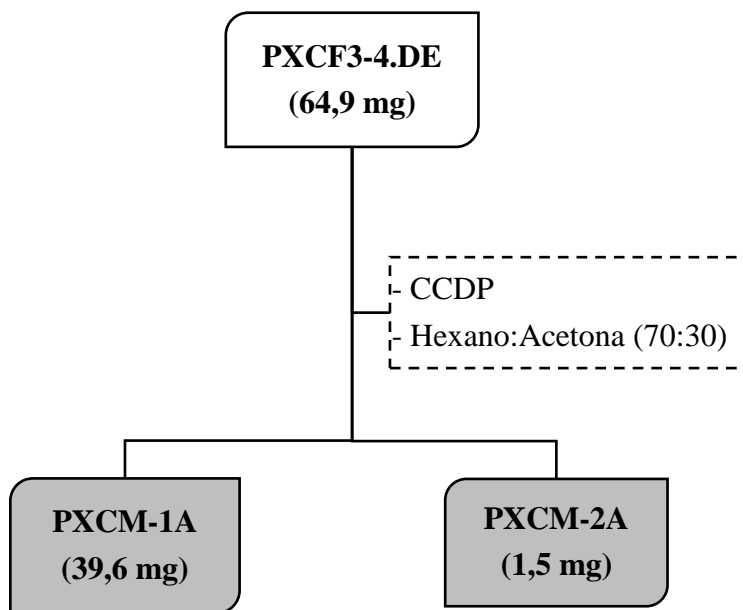 PXCF3-4.DE
(64,9 mg)
- CCDP
- Hexano:Acetona (70:30)
PXCM-1A
(39,6 mg)
PXCM-2A
(1,5 mg)